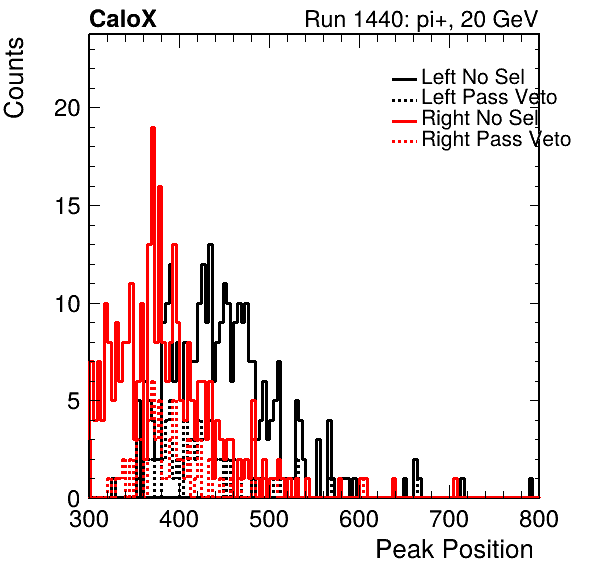 CaloX Run 1440: pi+, 20 GeV
Counts
Left No Sel
Left Pass Veto
Right No Sel
Right Pass Veto
20
15
10
5
0
300 400 500 600 700 800
Peak Position